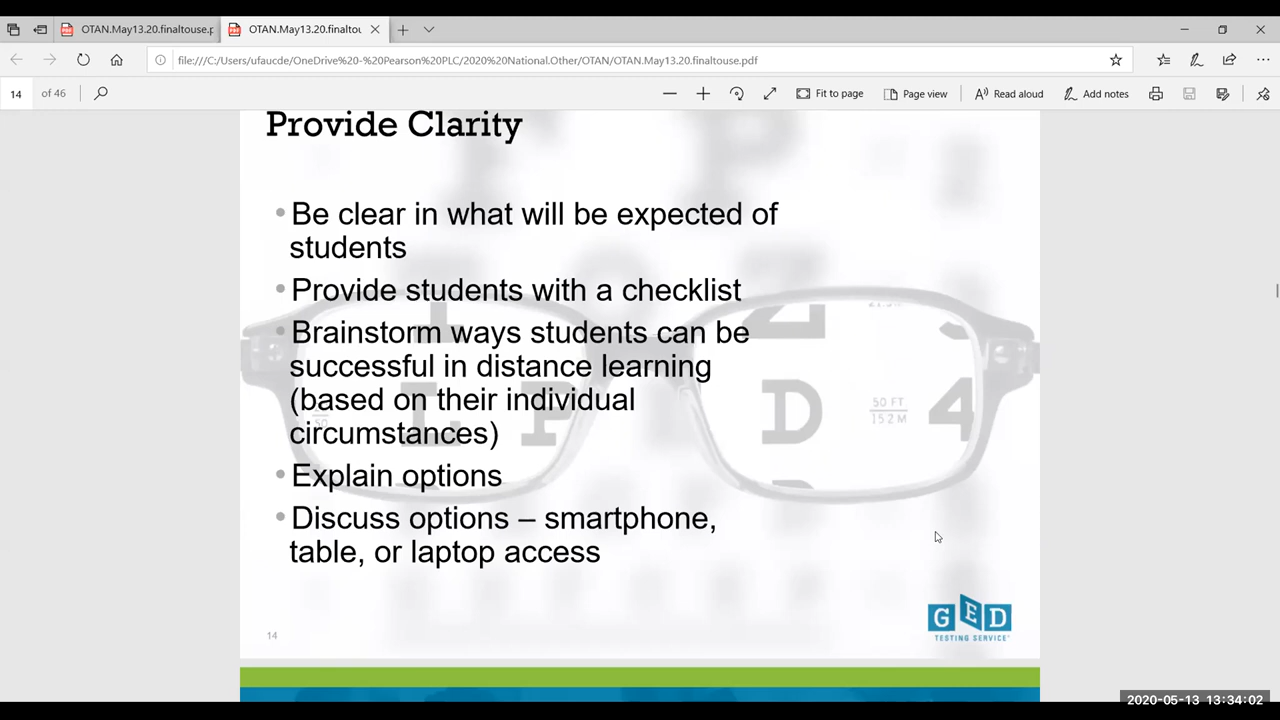 OTAN.May13.20.finaltouse.p
OTAN.May13.20.finaltou
file:///C:/Users/ufaucde/OneDrive%20-%20Pearson%20PLC/2020%20National.Other/OTAN/OTAN.May13.20.finaltouse.pdf
14 of 46
Fit to page
Page view
Read aloud
Add notes
Provide Clarity
•Be clear in what will be expected of
students
•Provide students with a checklist
•Brainstorm ways students can be
successful in distance learning
(based on their individual
circumstances)
•Explain options
•Discuss options – smartphone,
table, or laptop access
L P
Z
D 4
50 FT
15.2 M
14
GED
TESTING SERVICE
2020-05-13 13:34:02